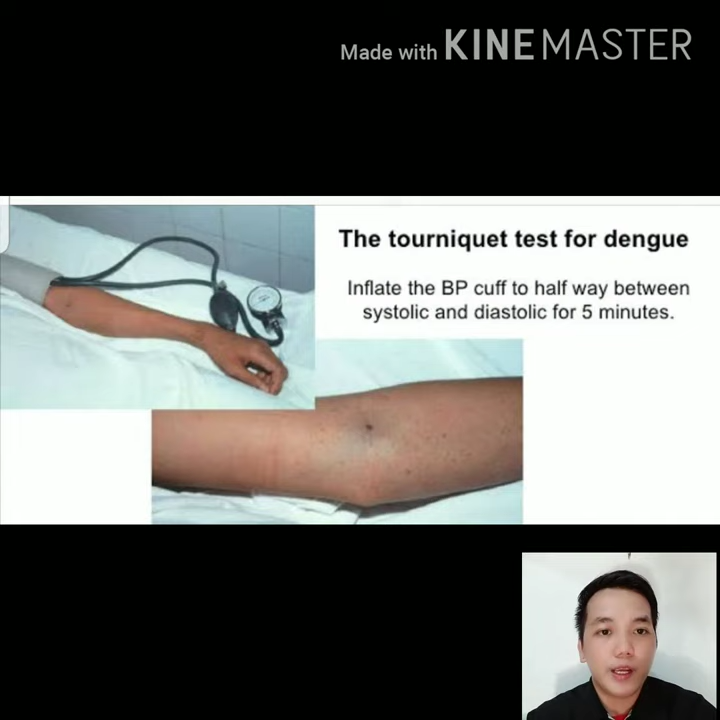 Made with KINEMASTER
The tourniquet test for dengue
Inflate the BP cuff to half way between
systolic and diastolic for 5 minutes.